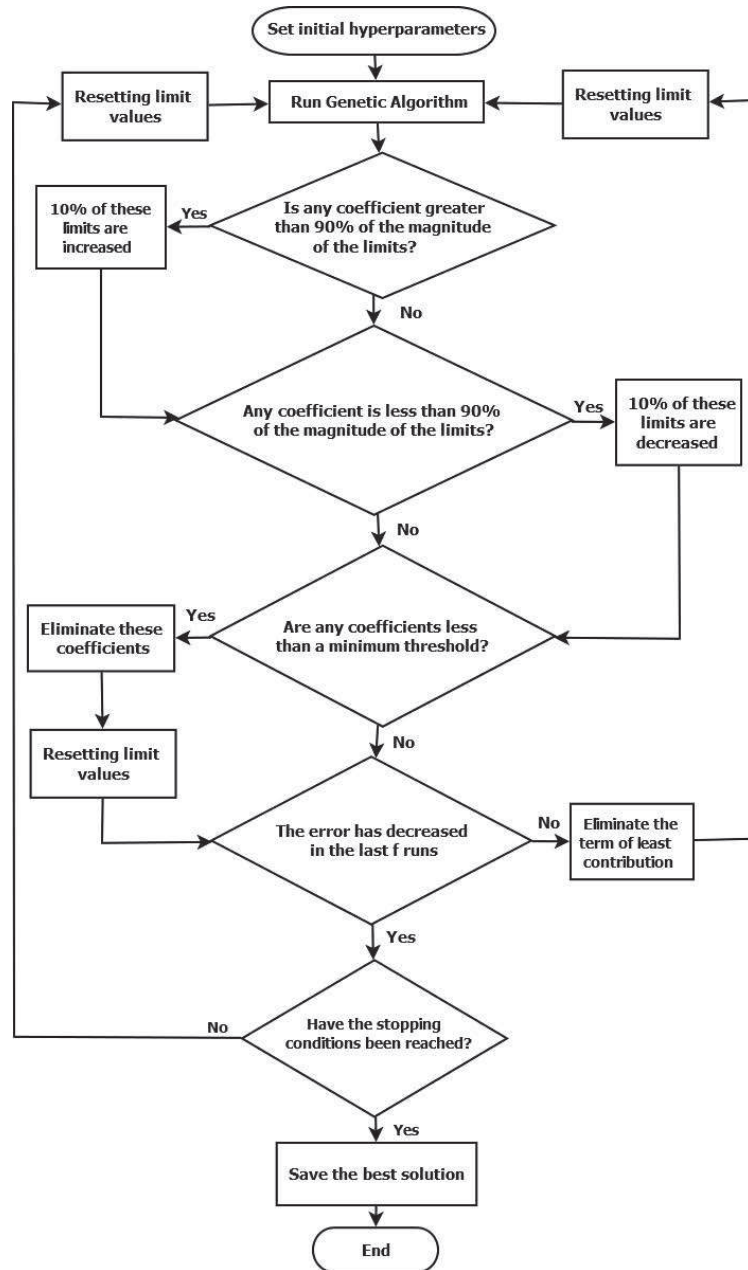 Set initial hyperparameters
Resetting limit
values
Run Genetic Algorithm
Resetting limit
values
10% of these
limits are
increased
Yes
Is any coefficient greater
than 90% of the magnitude
of the limits?
No
Any coefficient is less than 90%
of the magnitude of the limits?
Yes
10% of these
limits are
decreased
No
Eliminate these
coefficients
Yes
Are any coefficients less
than a minimum threshold?
Resetting limit
values
No
The error has decreased
in the last f runs
No
Eliminate the
term of least
contribution
Yes
No
Have the stopping
conditions been reached?
Yes
Save the best solution
End